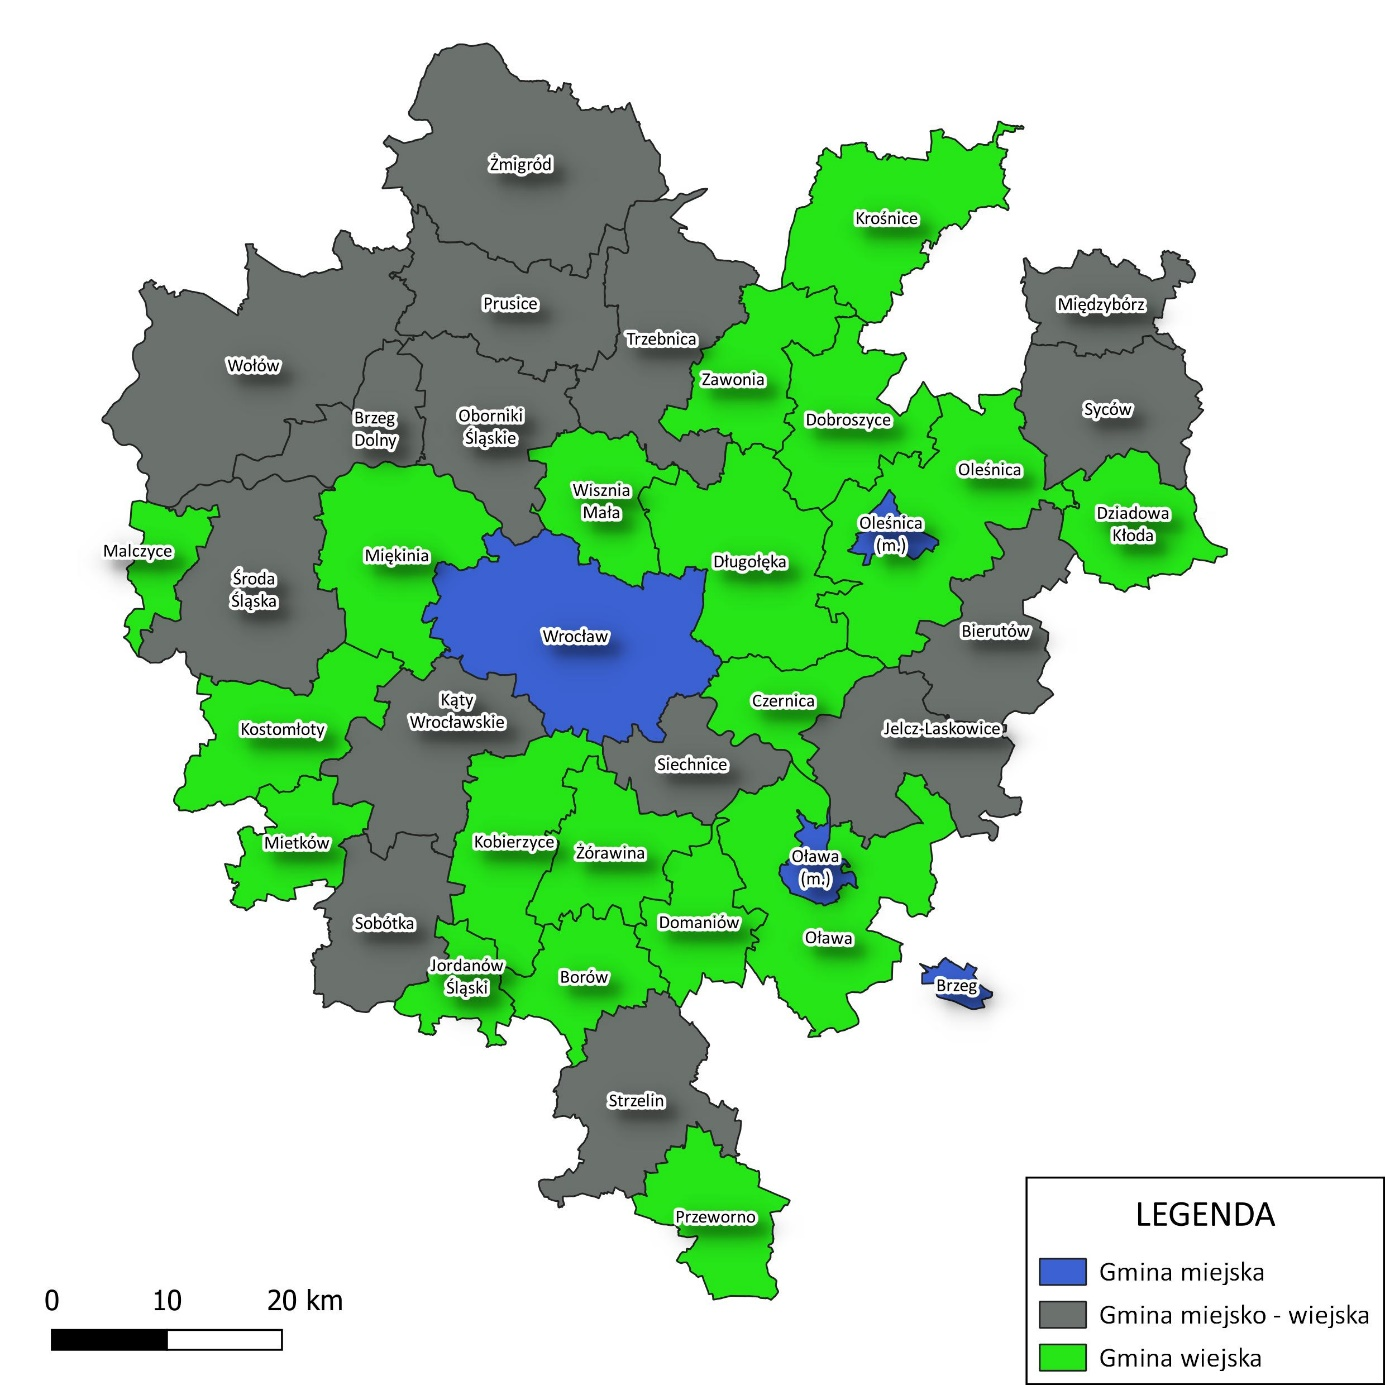 Żmigród
Krośnice
Prusice
Międzybórz
Trzebnica
Wołów
Zawonia
Syców
Brzeg
Dolny
Oborniki
Śląskie
Dobroszyce
Oleśnica
Wisznia
Mała
Dziadowa
Kłoda
Oleśnica
(m.)
Malczyce
Miękinia
Długołęka
Środa
Śląska
Wrocław
Bierutów
Kąty
Wrocławskie
Czernica
Kostomłoty
Jelcz-Laskowice
Siechnice
Mietków
Kobierzyce
Żórawina
Oława
(m.)
Sobótka
Domaniów
Oława
Jordanów
Śląski
Borów
Brzeg
Strzelin
Przeworno
LEGENDA
Gmina miejska
Gmina miejsko - wiejska
Gmina wiejska
0 10 20 km